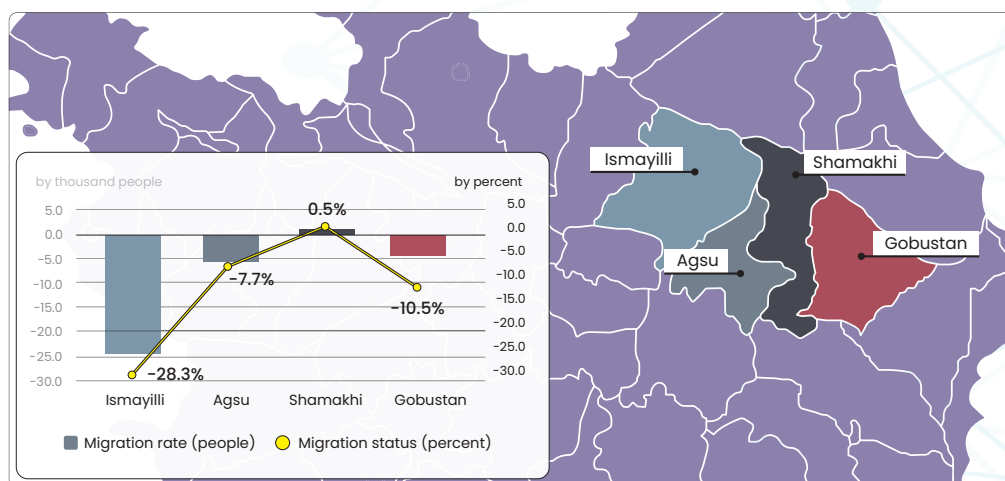 by thousand people
by percent
5.0
0.0
-5.0
-10.0
-15.0
-20.0
-25.0
-30.0
5.0
0.0
-5.0
-10.0
-15.0
-20.0
-25.0
-30.0
-28.3%
-7.7%
0.5%
-10.5%
Ismayilli
Agsu
Shamakhi
Gobustan
Migration rate (people)
Migration status (percent)
Ismayilli
Shamakhi
Agsu
Gobustan